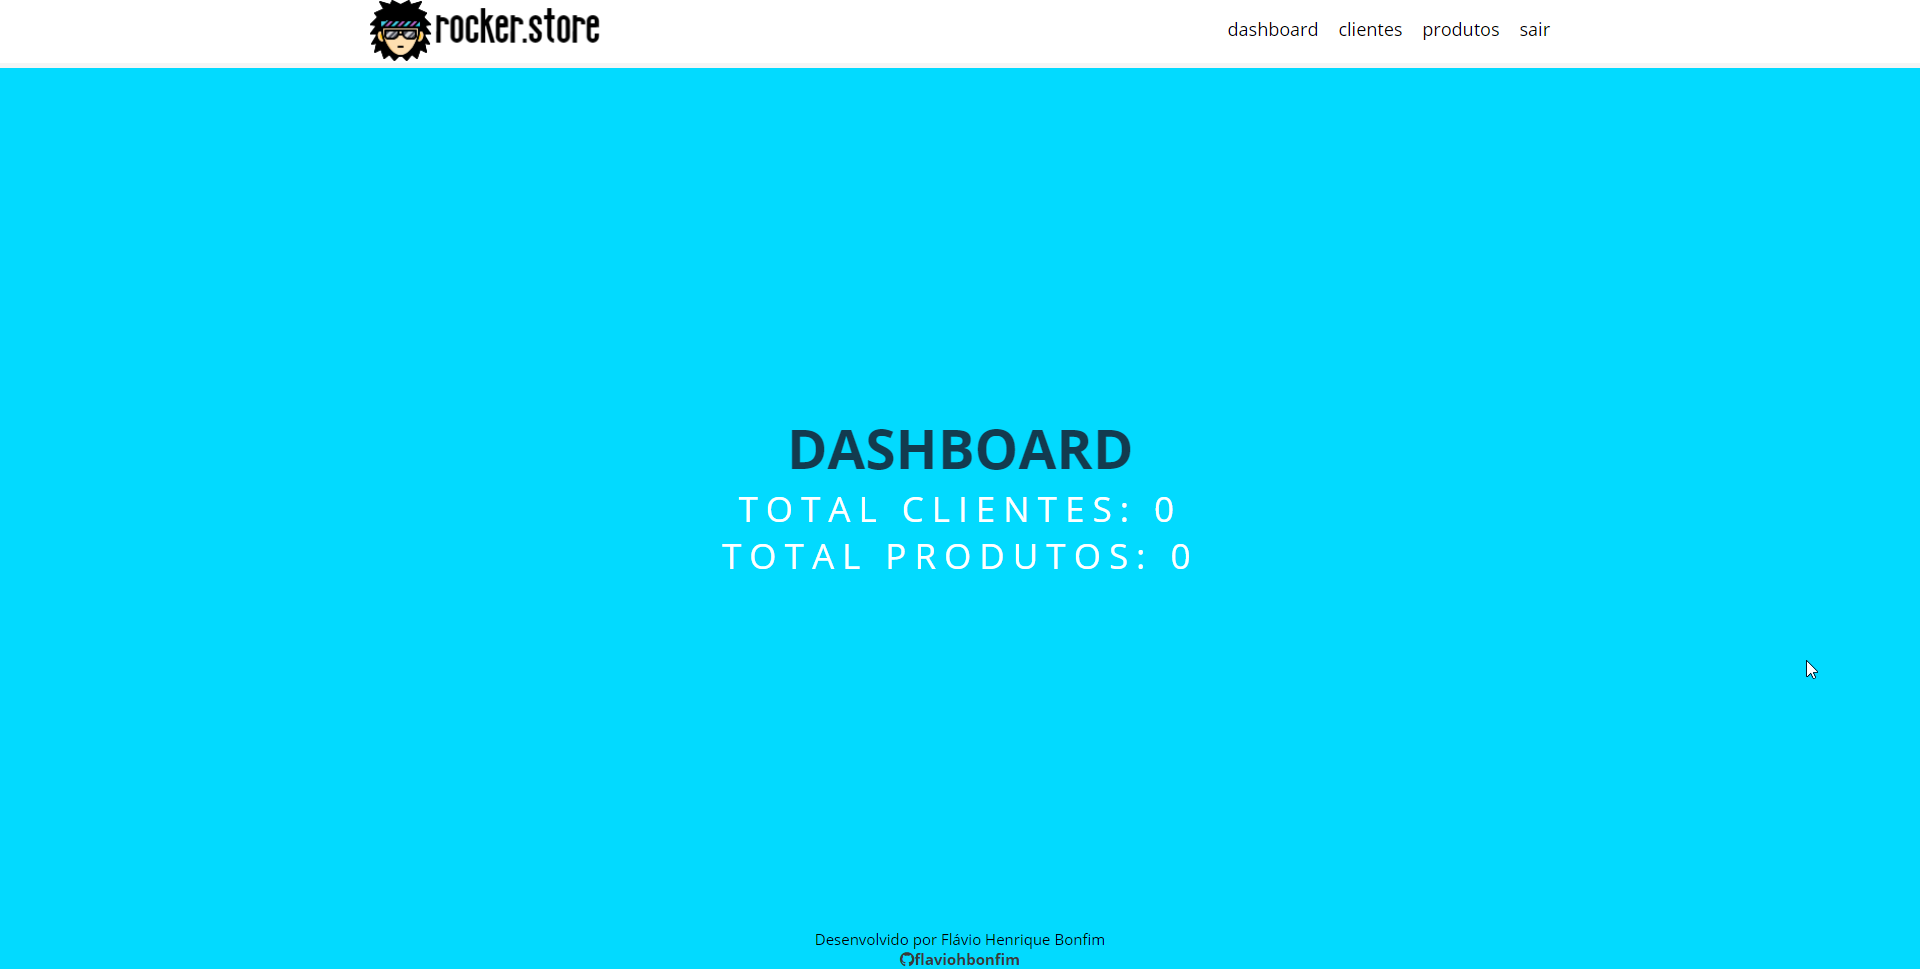 rocker.store
dashboard clientes produtos sair
DASHBOARD
TOTAL CLIENTES: 0
TOTAL PRODUTOS: 0
Desenvolvido por Flávio Henrique Bonfim
flaviohbonfim